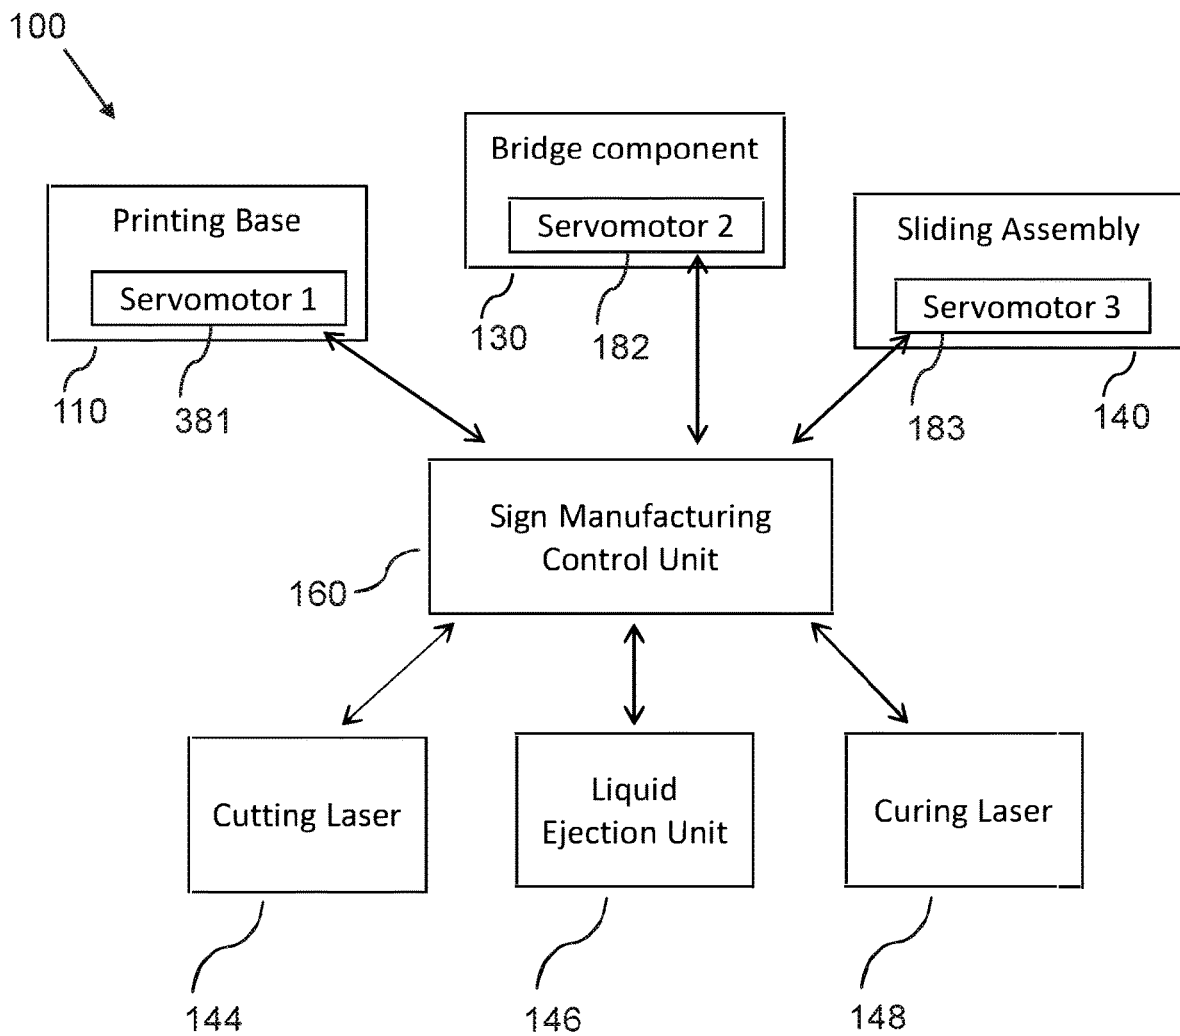 100
Bridge component
Servomotor 2
Printing Base
Servomotor 1
Sliding Assembly
Servomotor 3
130
182
110
381
183
140
Sign Manufacturing
Control Unit
160
Cutting Laser
Liquid
Ejection Unit
Curing Laser
144
146
148